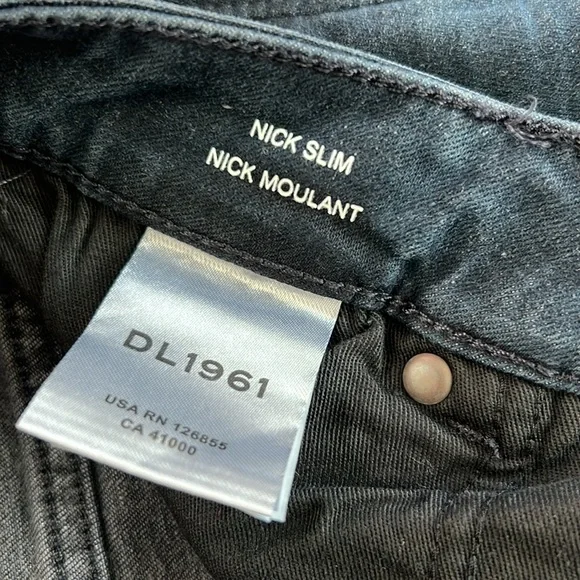 NICK SLIM
NICK MOULANT
DL1961
USA RN 126855
CA 41000